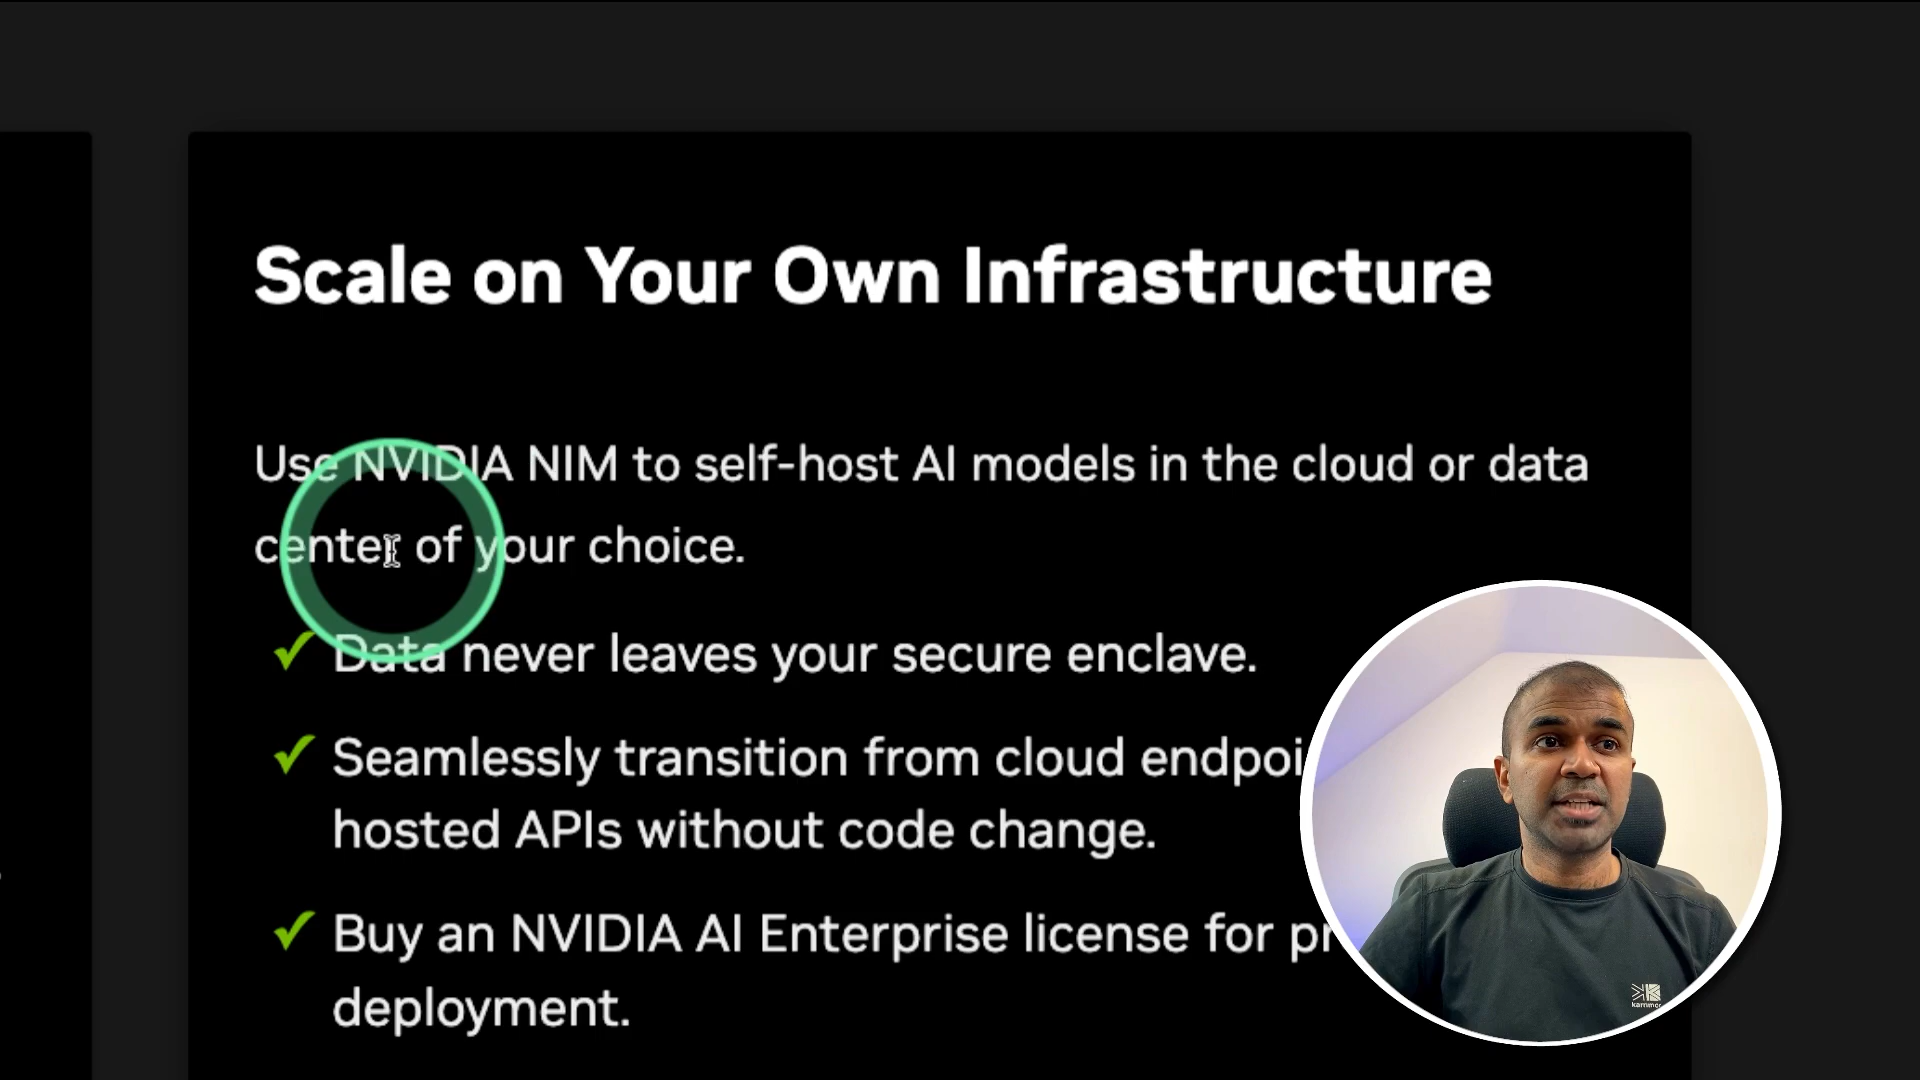 Scale on Your Own Infrastructure
Use NVIDIA NIM to self-host AI models in the cloud or data
center of your choice.
✓ Data never leaves your secure enclave.
✓ Seamlessly transition from cloud
hosted APIs without code change.
✓ Buy an NVIDIA AI Enterprise license for
deployment.